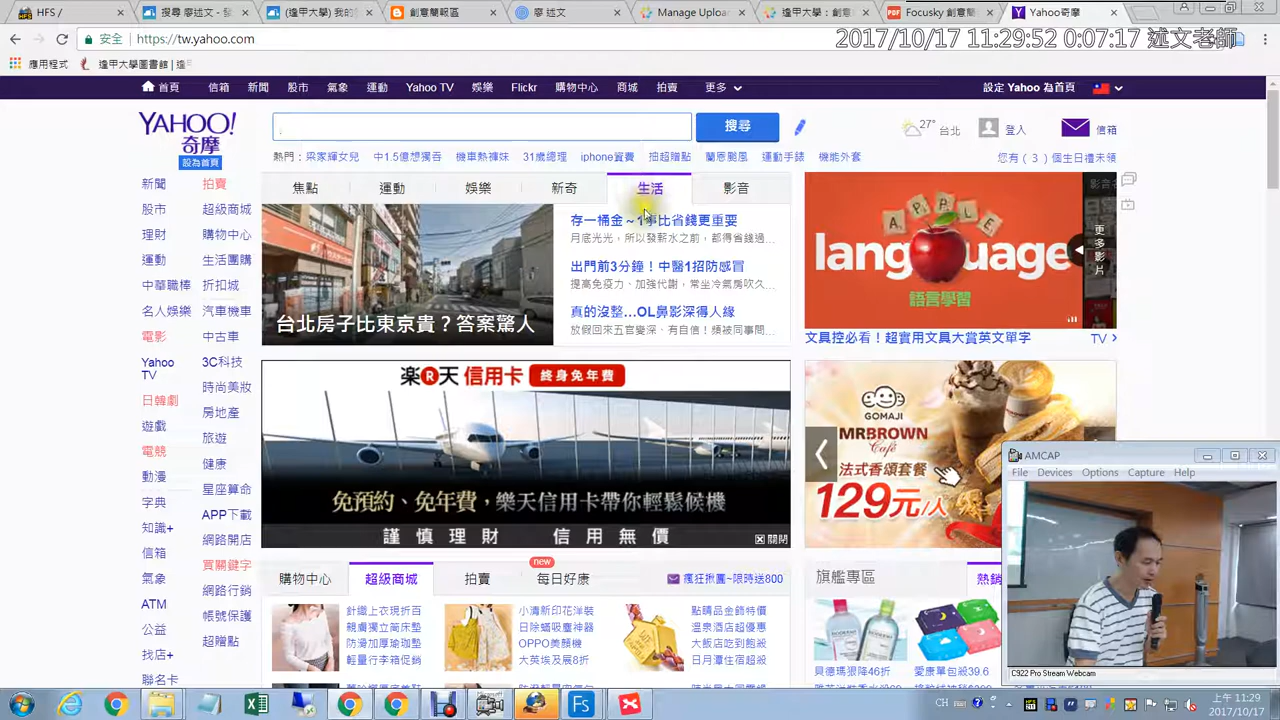 HFS /
搜尋 寥述文 -
(逢甲大學) 我的
創意簡報區
寥 述文
Manage Uploa
逢甲大學：創意
Focusky 創意簡
Yahoo奇摩
安全
https://tw.yahoo.com
2017/10/17 11:29:52 0:07:17 述文老師
應用程式
逢甲大學圖書館
首頁 信箱 新聞 股市 氣象 運動 Yahoo TV 娛樂 Flickr 購物中心 商城 拍賣 更多
設定 Yahoo 為首頁
YAHOO!
奇摩
設為首頁
搜尋
27° 台北
登入
信箱
熱門
梁家輝女兒 中1.5億想獨吞 機車熱褲妹 31歲總理 iphone資費 抽超贈點 蘭恩颱風 運動手錶 機能外套
您有 ( 3 ) 個生日禮未領
新聞 拍賣
股市 超級商城
理財 購物中心
運動 生活團購
中華職棒 折扣城
名人娛樂 汽車機車
電影 中古車
Yahoo TV 3C科技
日韓劇 時尚美妝
遊戲 房地產
電競 旅遊
動漫 健康
字典 星座算命
知識+ APP下載
信箱 網路開店
氣象 買關鍵字
ATM 網路行銷
公益 帳號保護
找店+ 超贈點
聯名卡
焦點 運動 娛樂 新奇 生活 影音
台北房子比東京貴？答案驚人
存一桶金～1事比省錢更重要
月底光光，所以發薪水之前，都得省錢過...
出門前3分鐘！中醫1招防感冒
提高免疫力、加強代謝，常坐冷氣房吹久...
真的沒整...OL鼻影深得人緣
放假回來五官變深、有自信！頻被同事問...
APPLE
language
語言學習
影音
更多影片
文具控必看！超實用文具大賞英文單字
TV
楽R天 信用卡 終身免年費
免預約、免年費，樂天信用卡帶你輕鬆候機
謹慎理財 信用無價
關閉
GOMAJI
MR.BROWN
Café
法式香頌套餐
129元/人
new
購物中心 超級商城 拍賣 每日好康
瘋狂揪團~限時送800
旗艦專區
熱銷
針織上衣現折百
親膚獨立筒床墊
防滑加厚瑜珈墊
輕量行李箱促銷
小清新印花洋裝
日除蟎吸塵神器
OPPO美顏機
大英埃及展8折
點睛品金飾特價
溫泉酒店超優惠
大飯店吃到飽殺
日月潭住宿超殺
貝德瑪狠降46折
愛康單包殺39.6
AMCAP
File Devices Options Capture Help
C922 Pro Stream Webcam
CH
上午 11:29
2017/10/17